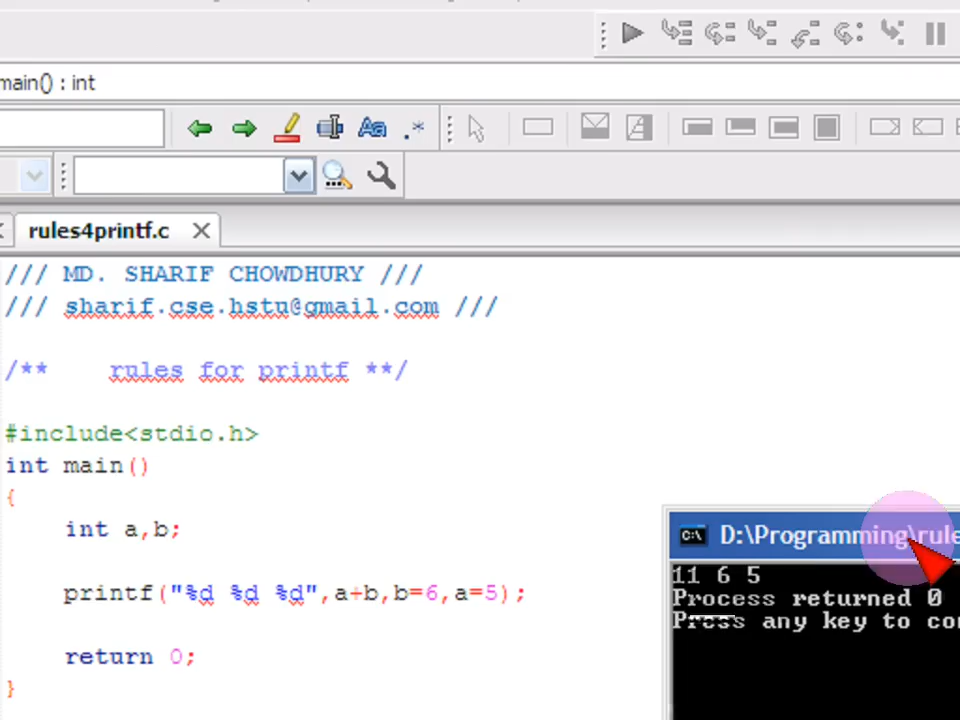 main() : int
rules4printf.c
/// MD. SHARIF CHOWDHURY ///
/// sharif.cse.hstu@gmail.com ///
/** rules for printf **/
#include<stdio.h>
int main()
{
int a,b;
printf("%d %d %d",a+b,b=6,a=5);
return 0;
}
D:\Programming\rule
11 6 5
Process returned 0
Press any key to con